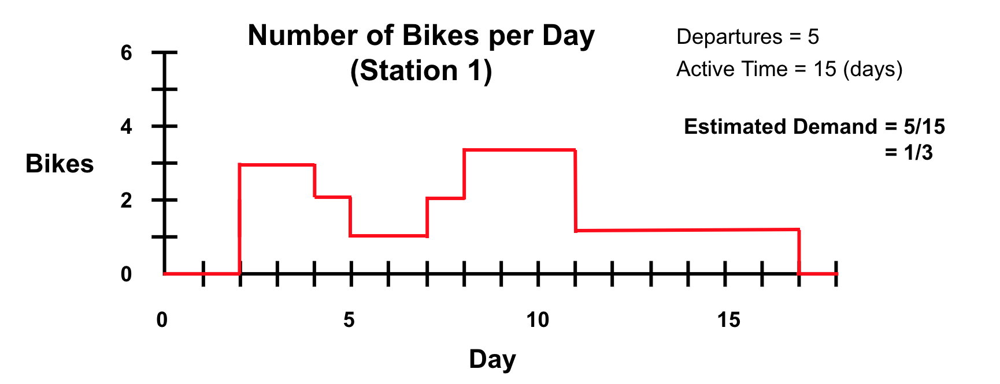 Number of Bikes per Day
(Station 1)
Departures = 5
Active Time = 15 (days)
Estimated Demand = 5/15
= 1/3
6
4
Bikes
2
0
0 5 10 15
Day